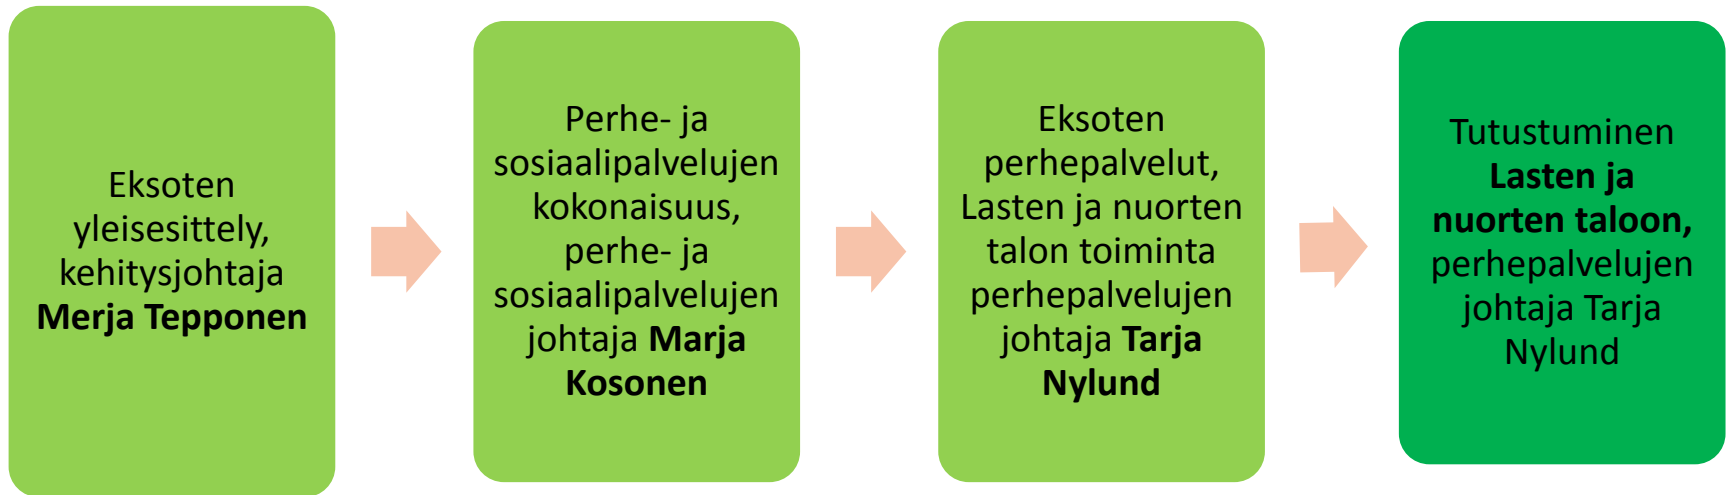 Eksoten
yleisesittely,
kehitysjohtaja
Merja Tepponen
Perhe- ja
sosiaalipalvelujen
kokonaisuus,
perhe- ja
sosiaalipalvelujen
johtaja Marja
Kosonen
Eksoten
perhepalvelut,
Lasten ja nuorten
talon toiminta
perhepalvelujen
johtaja Tarja
Nylund
Tutustuminen
Lasten ja
nuorten taloon,
perhepalvelujen
johtaja Tarja
Nylund